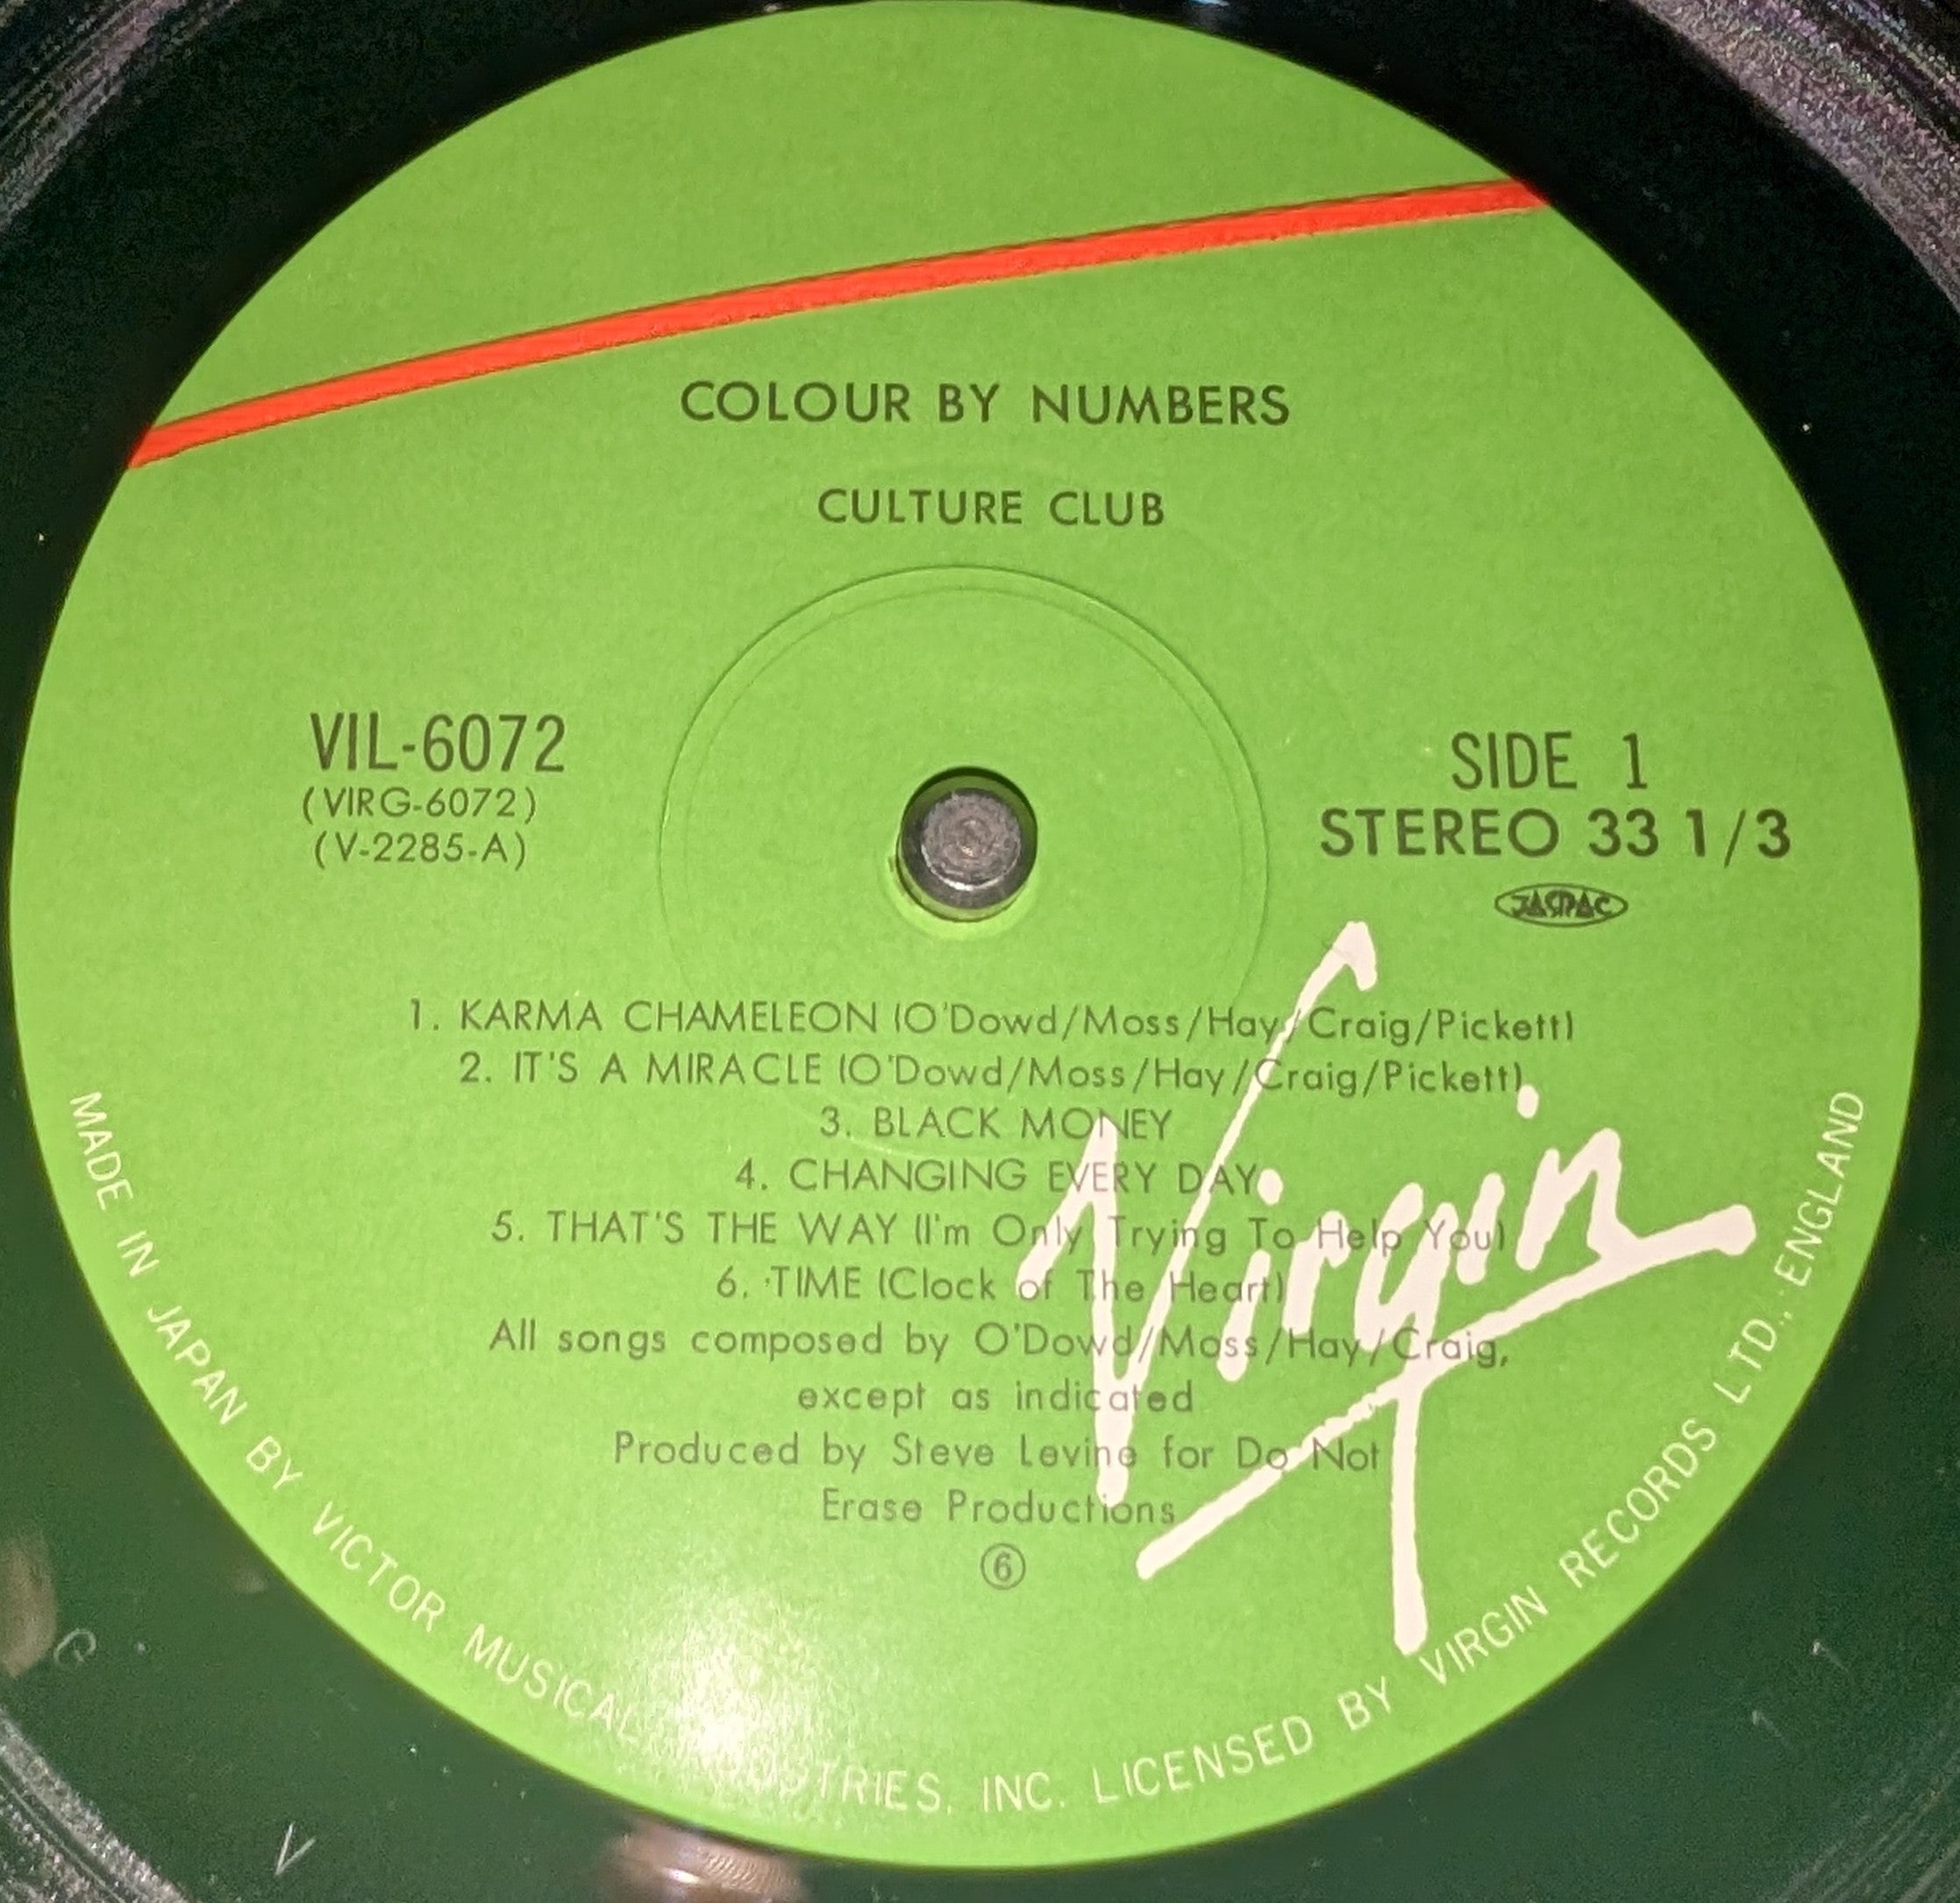 COLOUR BY NUMBERS
CULTURE CLUB
VIL-6072
(VIRG-6072)
(V-2285-A)
SIDE 1
STEREO 33 1/3
JASRAC
1. KARMA CHAMELEON (O'Dowd/Moss/Hay/Craig/Pickett)
2. IT'S A MIRACLE (O'Dowd/Moss/Hay/Craig/Pickett)
3. BLACK MONEY
4. CHANGING EVERY DAY
5. THAT'S THE WAY (I'm Only Trying To Help You)
6. TIME (Clock of The Heart)
All songs composed by O'Dowd/Moss/Hay/Craig,
except as indicated
Produced by Steve Levine for Do Not
Erase Productions
⑥
Virgin
MADE IN JAPAN BY VICTOR MUSICAL INDUSTRIES, INC. LICENSED BY VIRGIN RECORDS LTD., ENGLAND